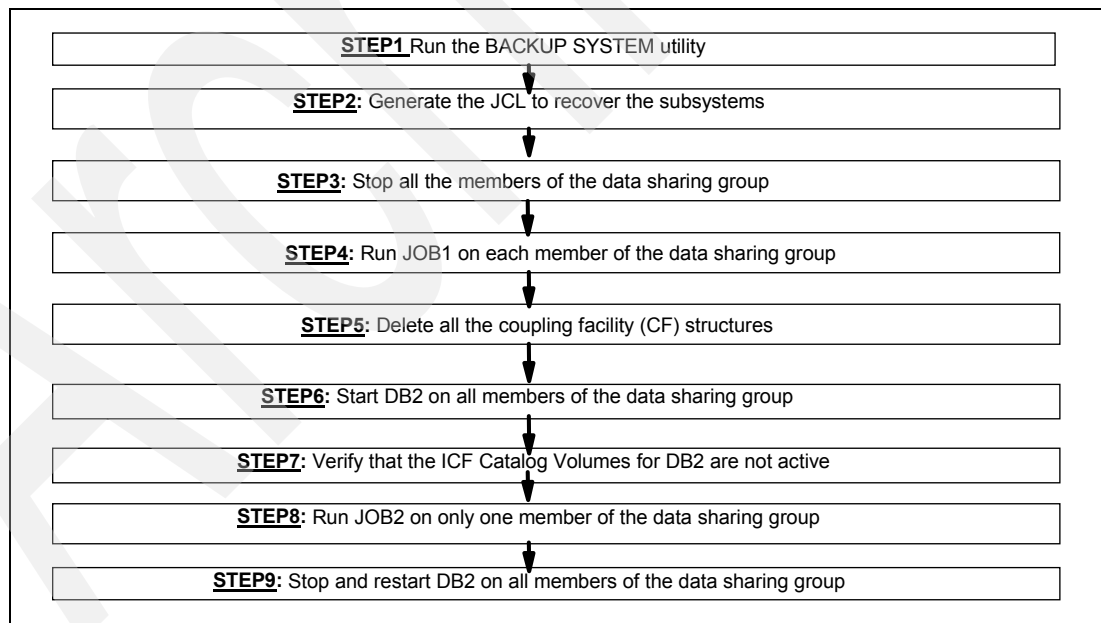 STEP1 Run the BACKUP SYSTEM utility
STEP2: Generate the JCL to recover the subsystems
STEP3: Stop all the members of the data sharing group
STEP4: Run JOB1 on each member of the data sharing group
STEP5: Delete all the coupling facility (CF) structures
STEP6: Start DB2 on all members of the data sharing group
STEP7: Verify that the ICF Catalog Volumes for DB2 are not active
STEP8: Run JOB2 on only one member of the data sharing group
STEP9: Stop and restart DB2 on all members of the data sharing group